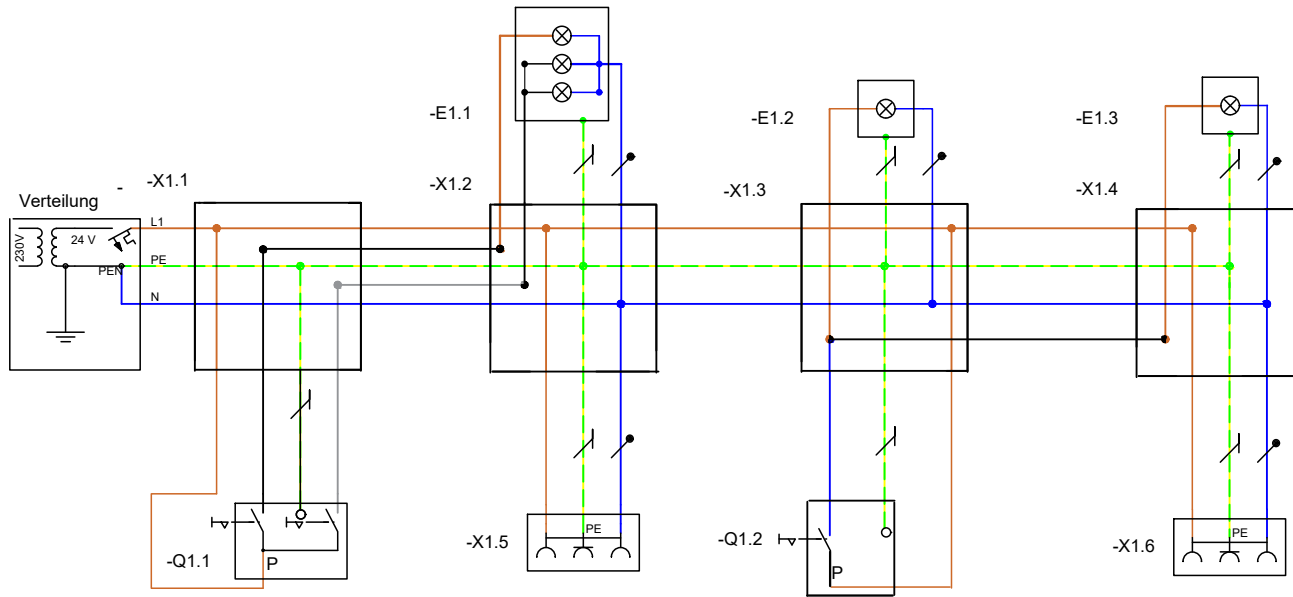 -E1.1
-E1.2
-E1.3
-
-X1.1
-X1.2
-X1.3
-X1.4
Verteilung
L1
230V
24 V
PE
PEN
N
-Q1.1
P
-X1.5
PE
-Q1.2
P
-X1.6
PE